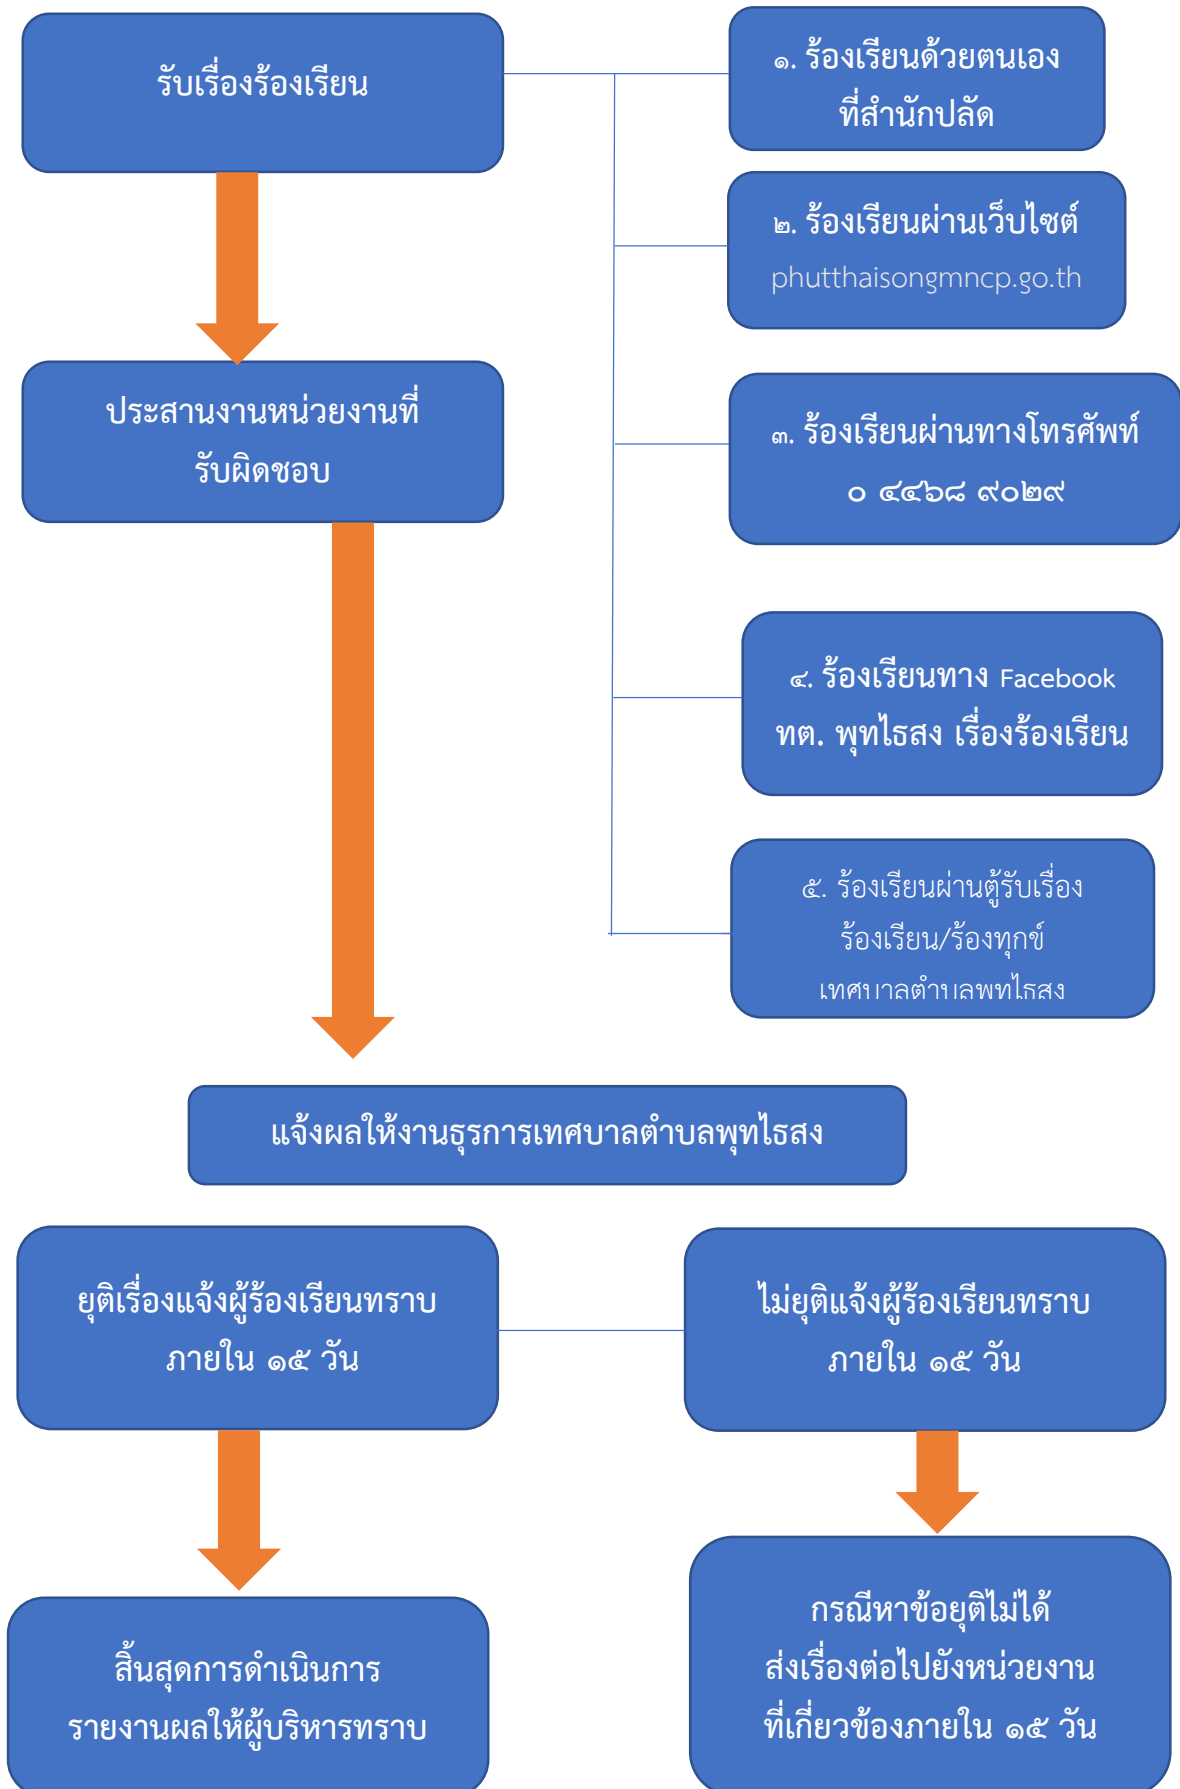 รับเรื่องร้องเรียน
๑. ร้องเรียนด้วยตนเอง
ที่สำนักปลัด
๒. ร้องเรียนผ่านเว็บไซต์
phutthaisongmncp.go.th
ประสานงานหน่วยงานที่
รับผิดชอบ
๓. ร้องเรียนผ่านทางโทรศัพท์
๐ ๔๔๖๘ ๙๐๒๙
๔. ร้องเรียนทาง Facebook
ทต. พุทไธสง เรื่องร้องเรียน
๕. ร้องเรียนผ่านตู้รับเรื่อง
ร้องเรียน/ร้องทุกข์
เทศบาลตำบลพุทไธสง
แจ้งผลให้งานธุรการเทศบาลตำบลพุทไธสง
ยุติเรื่องแจ้งผู้ร้องเรียนทราบ
ภายใน ๑๕ วัน
ไม่ยุติแจ้งผู้ร้องเรียนทราบ
ภายใน ๑๕ วัน
สิ้นสุดการดำเนินการ
รายงานผลให้ผู้บริหารทราบ
กรณีหาข้อยุติไม่ได้
ส่งเรื่องต่อไปยังหน่วยงาน
ที่เกี่ยวข้องภายใน ๑๕ วัน